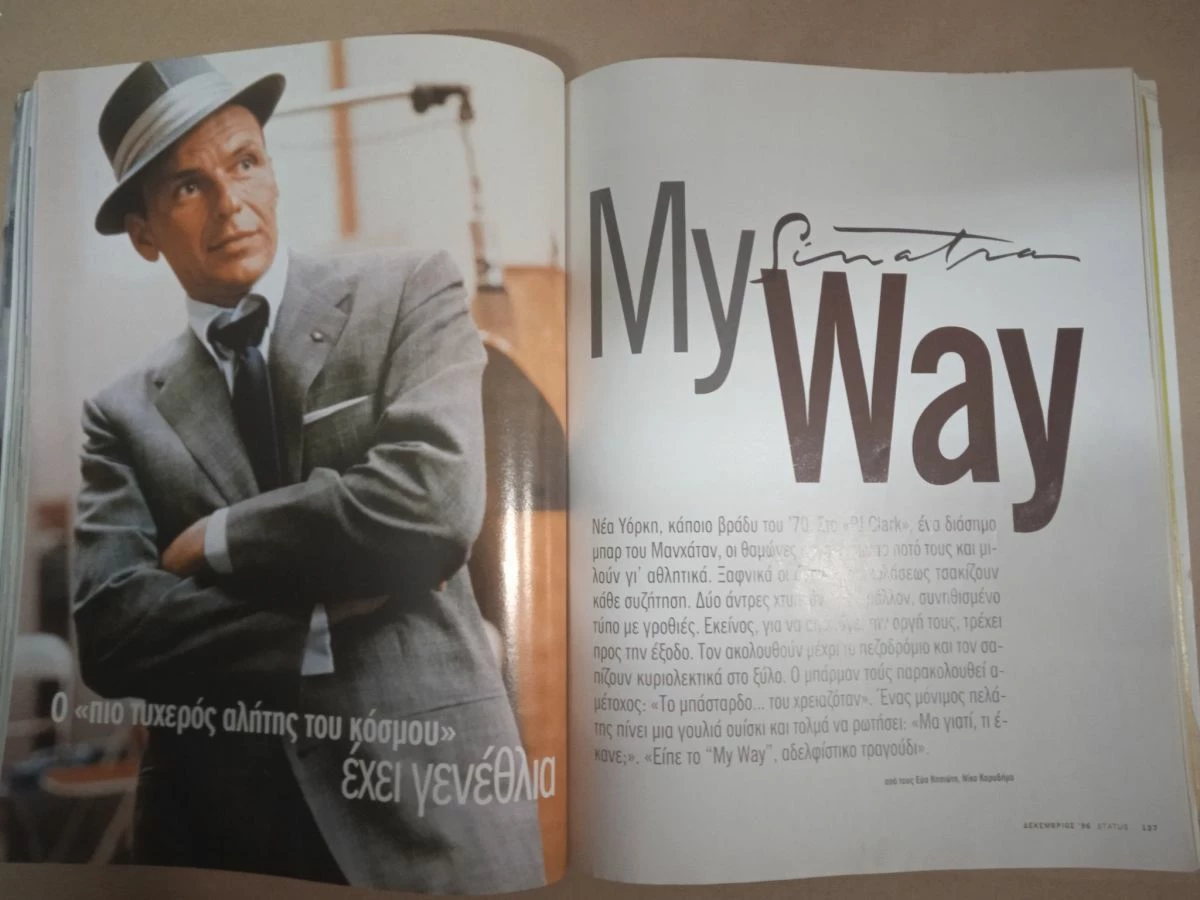 Ο «πιο τυχερός αλήτης του κόσμου»
έχει γενέθλια
My
Sinatra
Way
Νέα Υόρκη, κάποιο βράδυ του '70. Στο «PJ Clark», ένα διάσημο
μπαρ του Μανχάταν, οι θαμώνες ποτό τους και μι-
λούν γι' αθλητικά. Ξαφνικά οι τσακίζουν
κάθε συζήτηση. Δύο άντρες συνηθισμένο
τύπο με γροθιές. Εκείνος, για να οργή τους, τρέχει
προς την έξοδο. Τον ακολουθούν μέχρι το πεζοδρόμιο και τον σα-
πίζουν κυριολεκτικά στο ξύλο. Ο μπάρμαν τούς παρακολουθεί α-
μέτοχος: «Το μπάσταρδο... του χρειαζόταν». Ένας μόνιμος πελά-
της πίνει μια γουλιά ουίσκι και τολμά να ρωτήσει: «Μα γιατί, τι έ-
κανε;». «Είπε το "My Way", αδελφίστικο τραγούδι».
από τους Εύα Νίκο
ΔΕΚΕΜΒΡΙΟΣ '96 STATUS 137